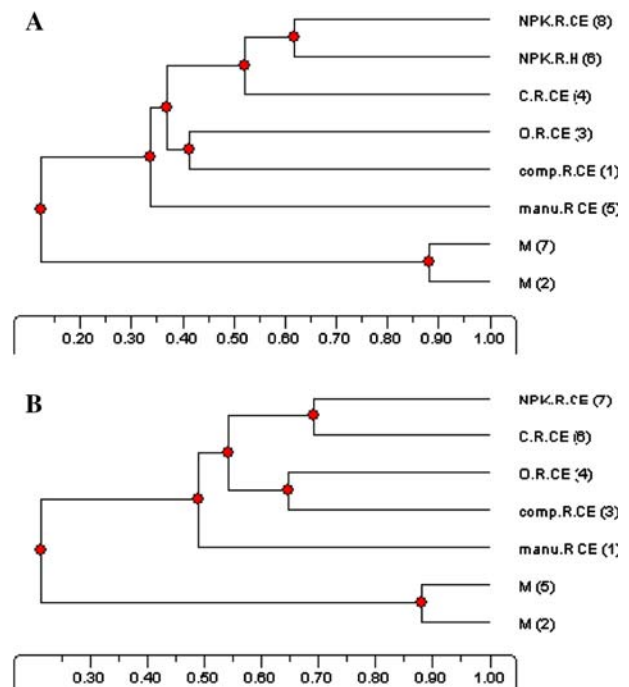 A
NPK.R.CE (8)
NPK.R.H (6)
C.R.CE (4)
O.R.CE (3)
comp.R.CE (1)
manu.R.CE (5)
M (7)
M (2)
0.20 0.30 0.40 0.50 0.60 0.70 0.80 0.90 1.00
B
NPK.R.CE (7)
C.R.CE (6)
O.R.CE (4)
comp.R.CE (3)
manu.R.CE (1)
M (5)
M (2)
0.30 0.40 0.50 0.60 0.70 0.80 0.90 1.00